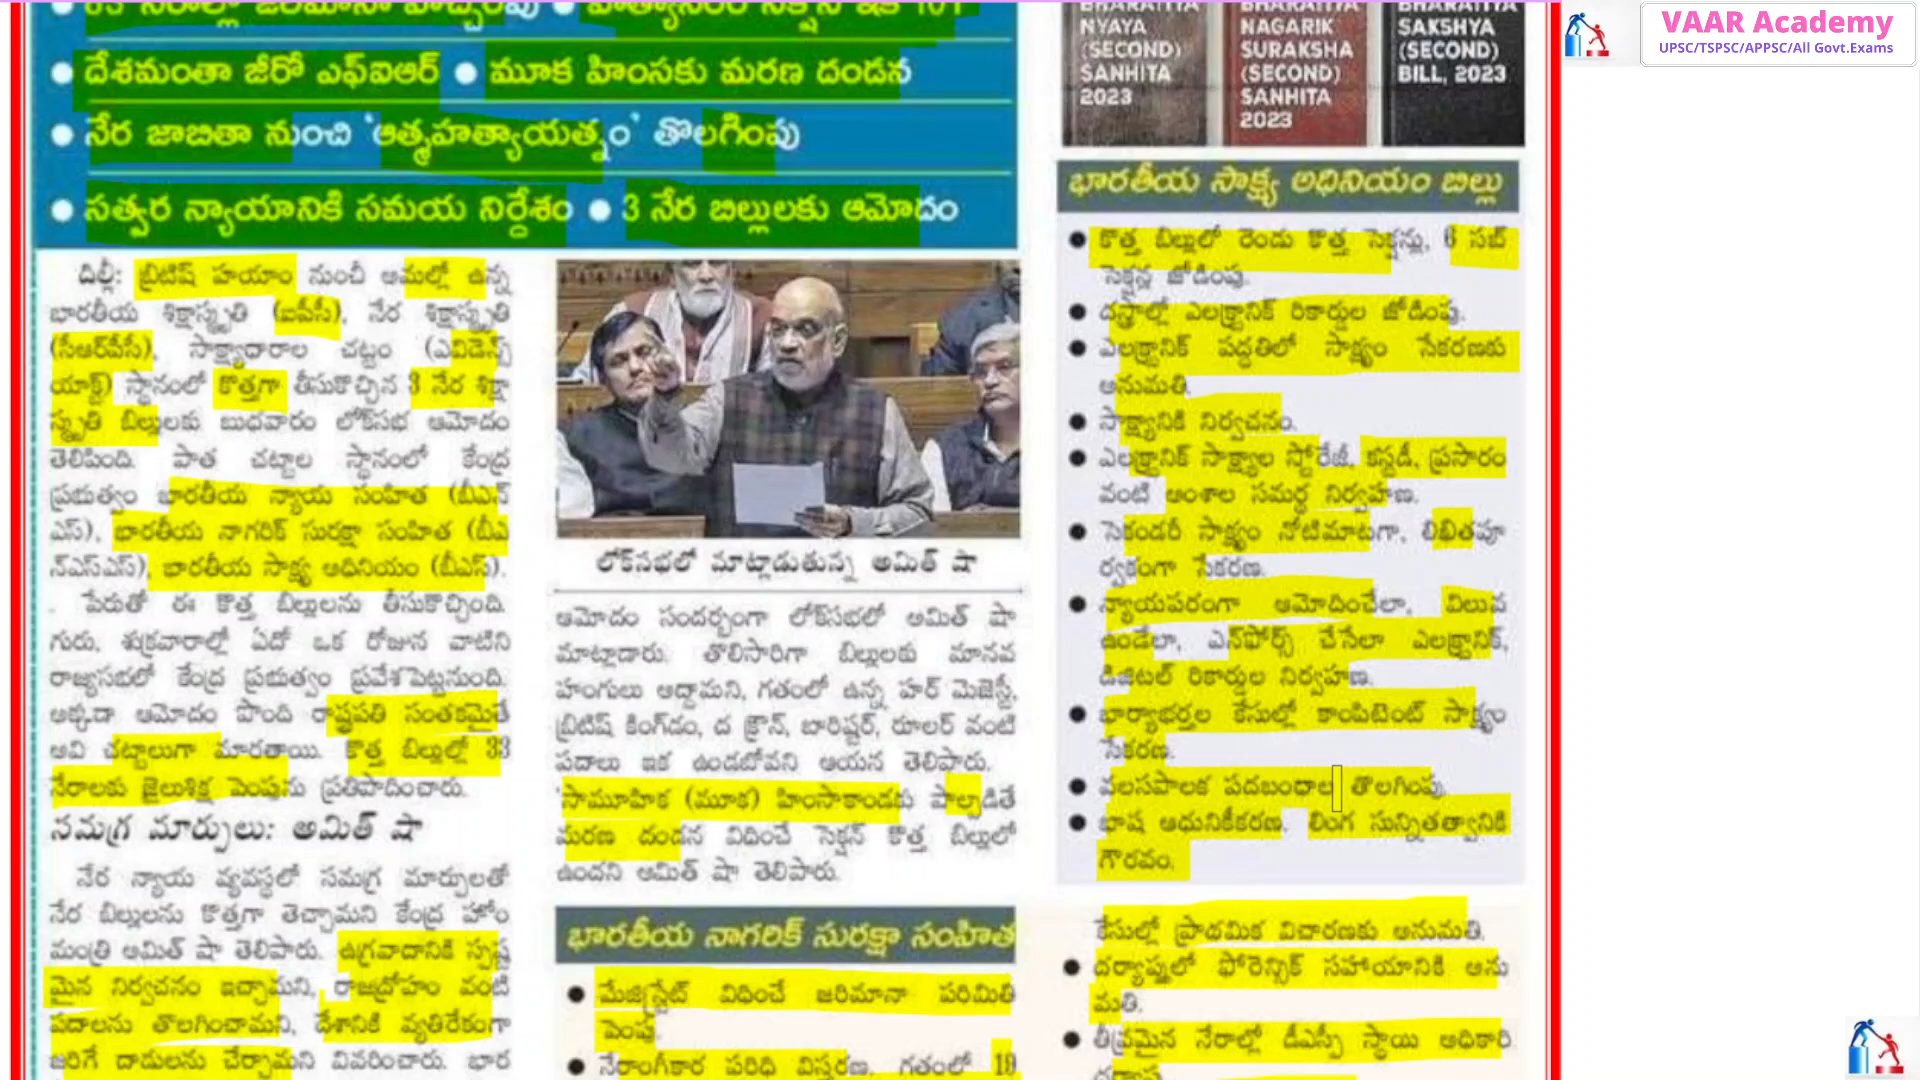 దేశమంతా జీరో ఎఫ్ఐఆర్ ● మూక హింసకు మరణ దండన
● నేర జాబితా నుంచి 'ఆత్మహత్యాయత్నం' తొలగింపు
● సత్వర న్యాయానికి సమయ నిర్దేశం ● 3 నేర బిల్లులకు ఆమోదం
దిల్లీ: బ్రిటిష్ హయాం నుంచీ అమల్లో ఉన్న
భారతీయ శిక్షాస్మృతి (ఐపీసీ), నేర శిక్షాస్మృతి
(సీఆర్‌పీసీ), సాక్ష్యాధారాల చట్టం (ఎవిడెన్స్
యాక్ట్) స్థానంలో కొత్తగా తీసుకొచ్చిన 3 నేర శిక్షా
స్మృతి బిల్లులకు బుధవారం లోక్‌సభ ఆమోదం
తెలిపింది. పాత చట్టాల స్థానంలో కేంద్ర
ప్రభుత్వం భారతీయ న్యాయ సంహిత (బీఎన్
ఎస్), భారతీయ నాగరిక్ సురక్షా సంహిత (బీఎ
న్ఎస్ఎస్), భారతీయ సాక్ష్య అధినియం (బీఎస్).
పేరుతో ఈ కొత్త బిల్లులను తీసుకొచ్చింది.
గురు, శుక్రవారాల్లో ఏదో ఒక రోజున వాటిని
రాజ్యసభలో కేంద్ర ప్రభుత్వం ప్రవేశపెట్టనుంది.
అక్కడా ఆమోదం పొంది రాష్ట్రపతి సంతకమైతే
అవి చట్టాలుగా మారతాయి. కొత్త బిల్లుల్లో 33
నేరాలకు జైలుశిక్ష పెంపును ప్రతిపాదించారు.
సమగ్ర మార్పులు: అమిత్ షా
నేర న్యాయ వ్యవస్థలో సమగ్ర మార్పులతో
నేర బిల్లులను కొత్తగా తెచ్చామని కేంద్ర హోం
మంత్రి అమిత్ షా తెలిపారు. ఉగ్రవాదానికి స్పష్ట
మైన నిర్వచనం ఇచ్చామని, రాజద్రోహం వంటి
పదాలను తొలగించామని, దేశానికి వ్యతిరేకంగా
జరిగే దాడులను చేర్చామని వివరించారు. భార
లోక్‌సభలో మాట్లాడుతున్న అమిత్ షా
ఆమోదం సందర్భంగా లోక్‌సభలో అమిత్ షా
మాట్లాడారు. తొలిసారిగా బిల్లులకు మానవ
హంగులు అద్దామని, గతంలో ఉన్న హర్ మెజెస్టీ,
బ్రిటిష్ కింగ్‌డం, ద క్రౌన్, బారిష్టర్, రూలర్ వంటి
పదాలు ఇక ఉండబోవని ఆయన తెలిపారు.
'సామూహిక (మూక) హింసాకాండకు పాల్పడితే
మరణ దండన విధించే సెక్షన్ కొత్త బిల్లులో
ఉందని అమిత్ షా తెలిపారు.
భారతీయ నాగరిక్ సురక్షా సంహిత
● మేజిస్ట్రేట్ విధించే జరిమానా పరిమితి
పెంపు.
● నేరాంగీకార పరిధి విస్తరణ. గతంలో 19
BHARATIYA
NYAYA
(SECOND)
SANHITA
2023
BHARATIYA
NAGARIK
SURAKSHA
(SECOND)
SANHITA
2023
BHARATIYA
SAKSHYA
(SECOND)
BILL, 2023
భారతీయ సాక్ష్య అధినియం బిల్లు
● కొత్త బిల్లులో రెండు కొత్త సెక్షన్లు, 6 సబ్
సెక్షన్ల జోడింపు.
● దస్త్రాల్లో ఎలక్ట్రానిక్ రికార్డుల జోడింపు.
● ఎలక్ట్రానిక్ పద్ధతిలో సాక్ష్యం సేకరణకు
అనుమతి.
● సాక్ష్యానికి నిర్వచనం.
● ఎలక్ట్రానిక్ సాక్ష్యాల స్టోరేజీ, కస్టడీ, ప్రసారం
వంటి అంశాల సమర్థ నిర్వహణ.
● సెకండరీ సాక్ష్యం నోటిమాటగా, లిఖితపూ
ర్వకంగా సేకరణ.
● న్యాయపరంగా ఆమోదించేలా, విలువ
ఉండేలా, ఎన్‌ఫోర్స్ చేసేలా ఎలక్ట్రానిక్,
డిజిటల్ రికార్డుల నిర్వహణ.
● భార్యాభర్తల కేసుల్లో కాంపిటెంట్ సాక్ష్యం
సేకరణ.
● వలసపాలక పదబంధాల తొలగింపు.
● భాష ఆధునికీకరణ. లింగ సున్నితత్వానికి
గౌరవం.
కేసుల్లో ప్రాథమిక విచారణకు అనుమతి.
● దర్యాప్తులో ఫోరెన్సిక్ సహాయానికి అను
మతి.
● తీవ్రమైన నేరాల్లో డీఎస్పీ స్థాయి అధికారి
VAAR Academy
UPSC/TSPSC/APPSC/All Govt.Exams